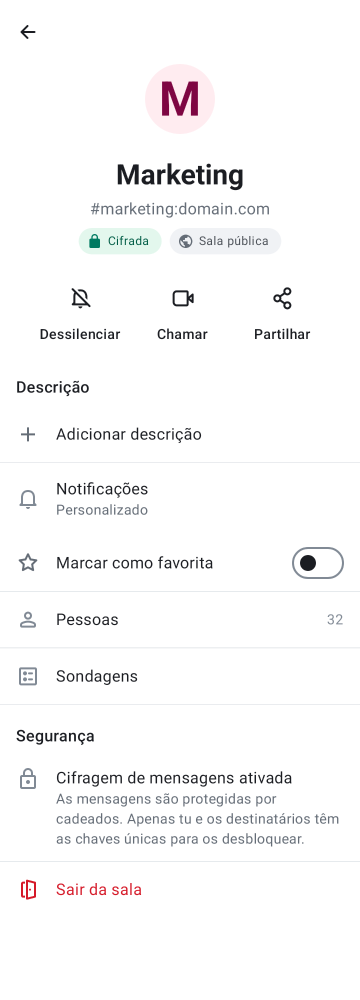 M
Marketing
#marketing:domain.com
Cifrada
Sala pública
Dessilenciar
Chamar
Partilhar
Descrição
Adicionar descrição
Notificações
Personalizado
Marcar como favorita
Pessoas
32
Sondagens
Segurança
Cifragem de mensagens ativada
As mensagens são protegidas por
cadeados. Apenas tu e os destinatários têm
as chaves únicas para os desbloquear.
Sair da sala